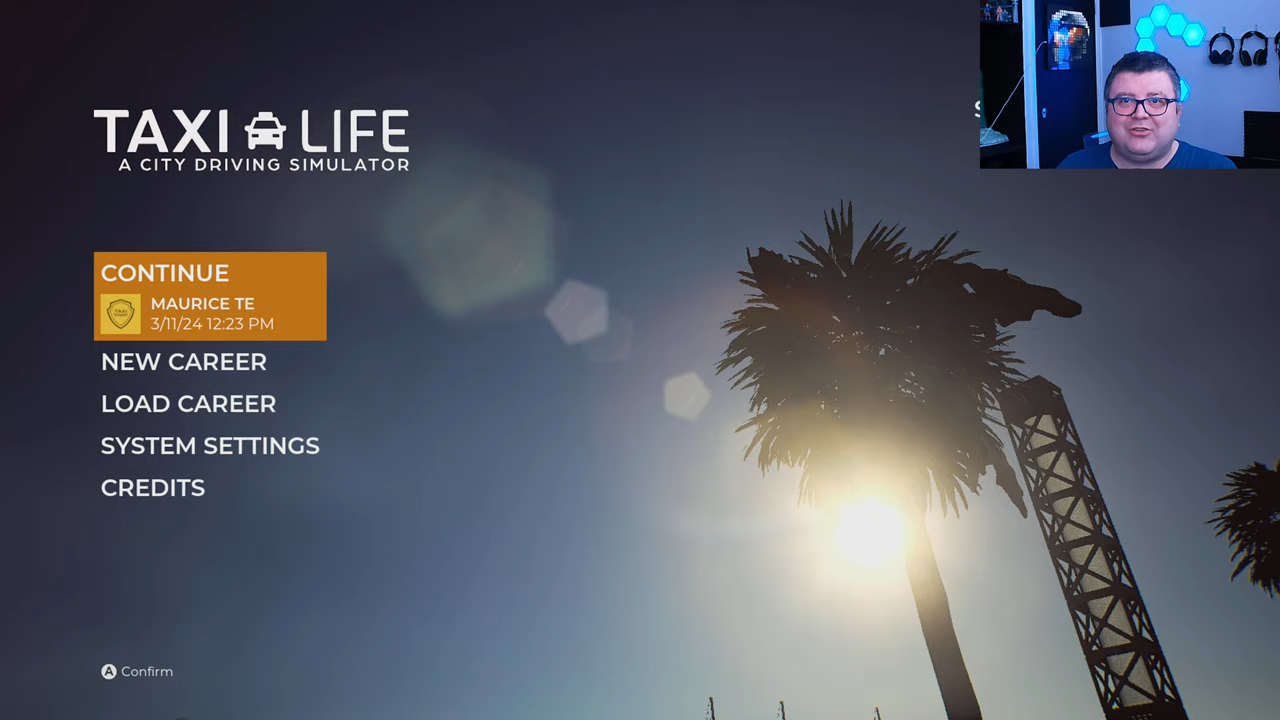 TAXI LIFE
A CITY DRIVING SIMULATOR
CONTINUE
MAURICE TE
3/11/24 12:23 PM
NEW CAREER
LOAD CAREER
SYSTEM SETTINGS
CREDITS
A Confirm